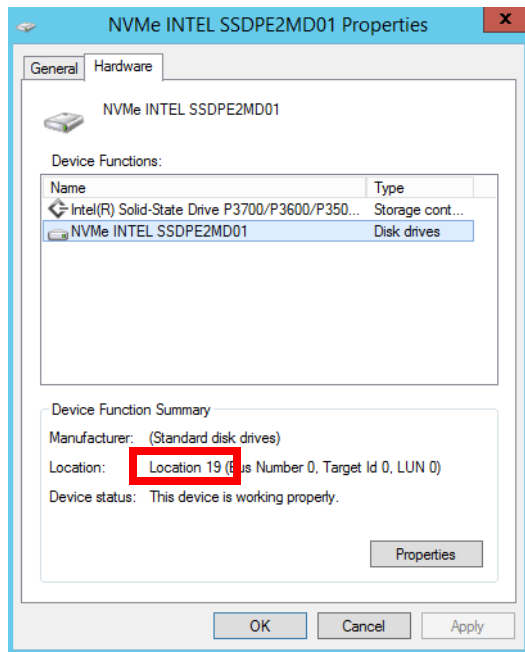 NVMe INTEL SSDPE2MD01 Properties
x
General Hardware
NVMe INTEL SSDPE2MD01
Device Functions:
Name Type
Intel(R) Solid-State Drive P3700/P3600/P350... Storage cont...
NVMe INTEL SSDPE2MD01 Disk drives
Device Function Summary
Manufacturer: (Standard disk drives)
Location: Location 19 (Bus Number 0, Target Id 0, LUN 0)
Device status: This device is working properly.
Properties
OK Cancel Apply